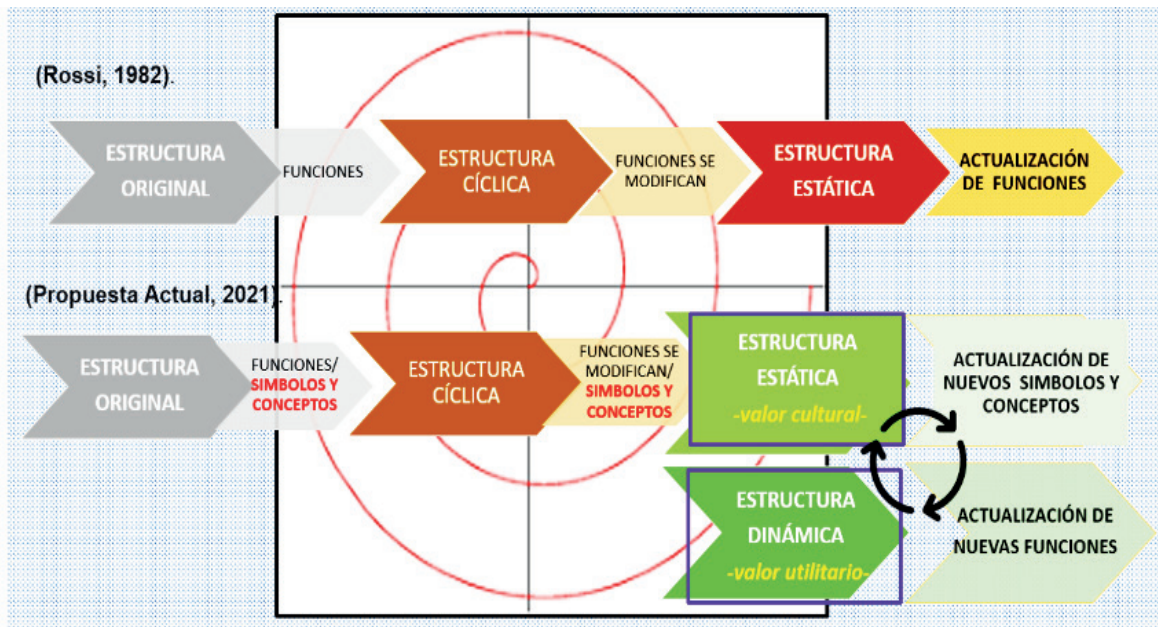 (Rossi, 1982).
ESTRUCTURA
ORIGINAL
FUNCIONES
ESTRUCTURA
CÍCLICA
FUNCIONES SE
MODIFICAN
ESTRUCTURA
ESTÁTICA
ACTUALIZACIÓN
DE FUNCIONES
(Propuesta Actual, 2021).
ESTRUCTURA
ORIGINAL
FUNCIONES/
SIMBOLOS Y
CONCEPTOS
ESTRUCTURA
CÍCLICA
FUNCIONES SE
MODIFICAN/
SIMBOLOS Y
CONCEPTOS
ESTRUCTURA
ESTÁTICA
-valor cultural-
ACTUALIZACIÓN DE
NUEVOS SIMBOLOS Y
CONCEPTOS
ESTRUCTURA
DINÁMICA
-valor utilitario-
ACTUALIZACIÓN DE
NUEVAS FUNCIONES